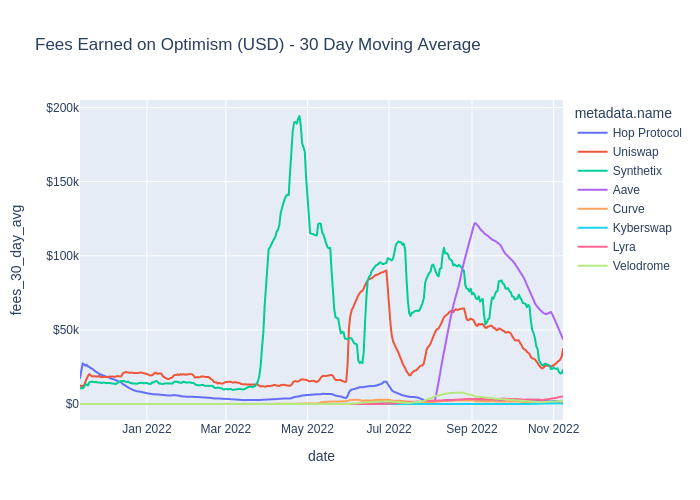 Fees Earned on Optimism (USD) - 30 Day Moving Average
metadata.name
Hop Protocol
Uniswap
Synthetix
Aave
Curve
Kyberswap
Lyra
Velodrome
fees_30_day_avg
$200k
$150k
$100k
$50k
$0
Jan 2022
Mar 2022
May 2022
Jul 2022
Sep 2022
Nov 2022
date